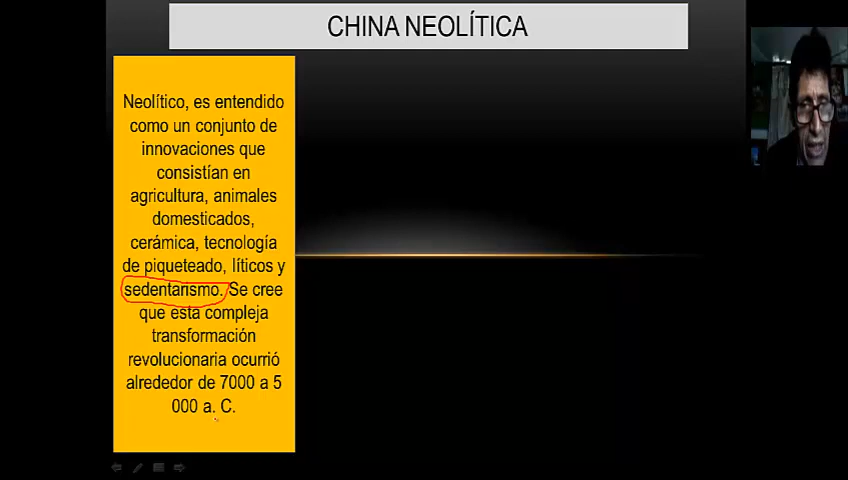 CHINA NEOLÍTICA
Neolítico, es entendido
como un conjunto de
innovaciones que
consistían en
agricultura, animales
domesticados,
cerámica, tecnología
de piqueteado, líticos y
sedentarismo. Se cree
que esta compleja
transformación
revolucionaria ocurrió
alrededor de 7000 a 5
000 a. C.